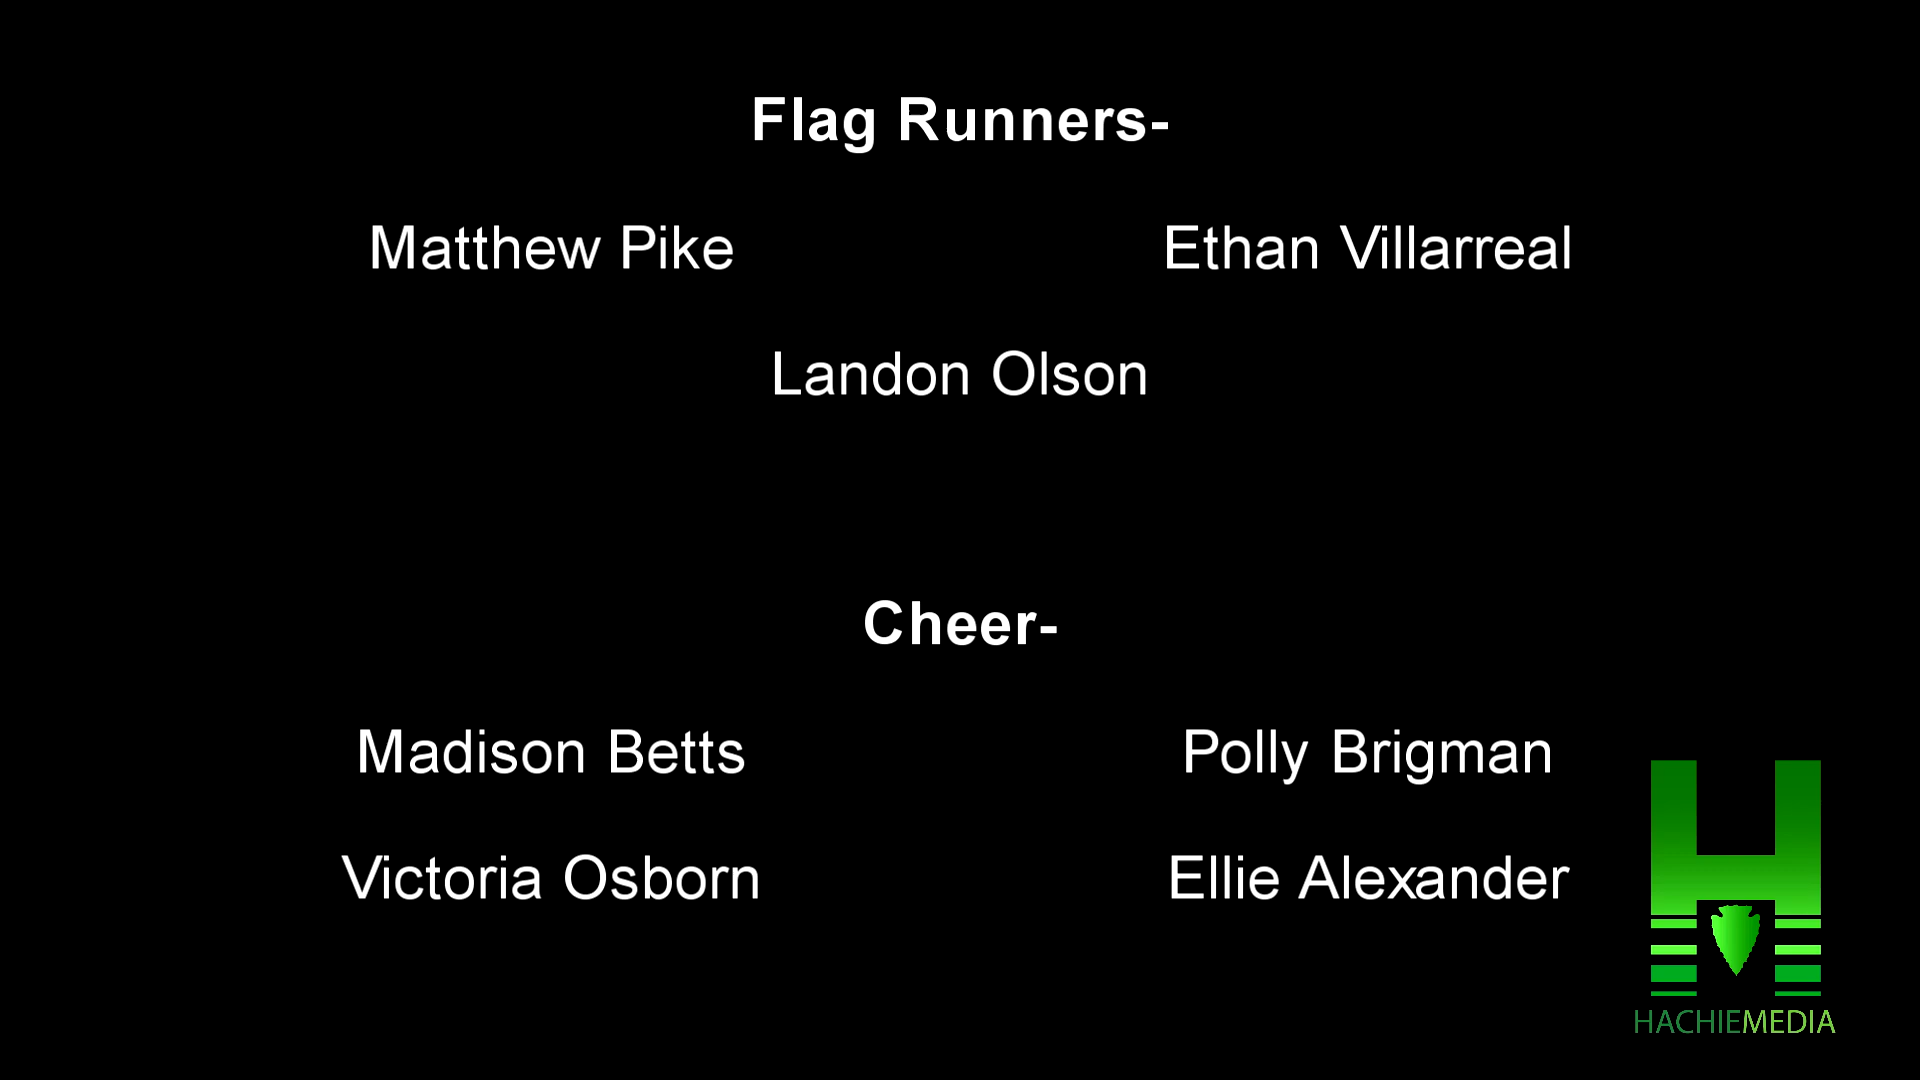 Flag Runners-
Matthew Pike Ethan Villarreal
Landon Olson
Cheer-
Madison Betts Polly Brigman
Victoria Osborn Ellie Alexander
H
HACHIEMEDIA